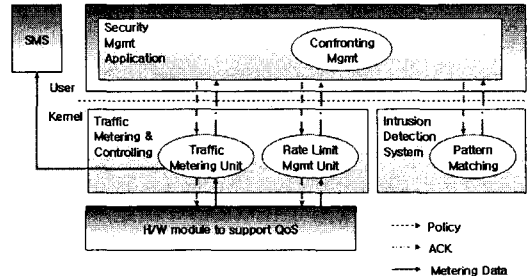 SMS
Security
Mgmt
Application
Confronting
Mgmt
User
Kernel
Traffic
Metering &
Controlling
Traffic
Metering Unit
Rate Limit
Mgmt Unit
Intrusion
Detection
System
Pattern
Matching
H/W module to support QoS
Policy
ACK
Metering Data